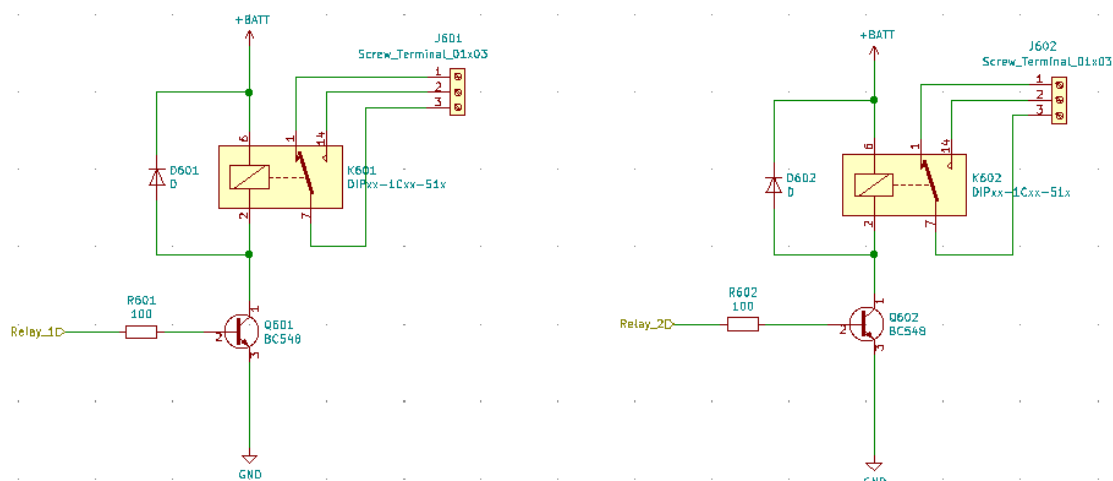 +BATT
J601
Screw_Terminal_01x03
1
2
3
6
1
14
D601
D
K601
DIPxx-1Cxx-51x
2
7
R601
100
Relay_1
1
2
Q601
BC548
3
GND
+BATT
J602
Screw_Terminal_01x03
1
2
3
6
1
14
D602
D
K602
DIPxx-1Cxx-51x
2
7
R602
100
Relay_2
1
2
Q602
BC548
3
GND